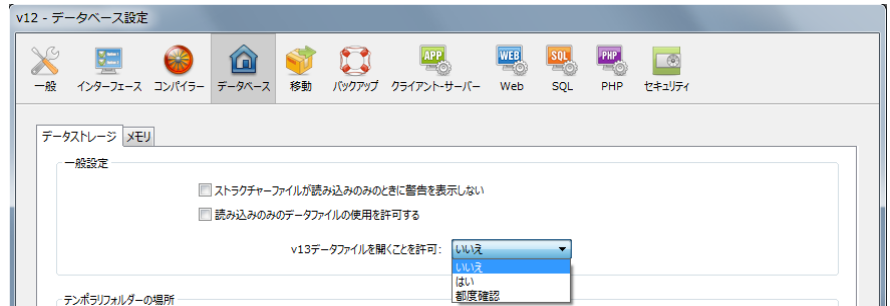 v12 - データベース設定
APP WEB SQL PHP
一般 インターフェース コンパイラー データベース 移動 バックアップ クライアント-サーバー Web SQL PHP セキュリティ
データストレージ メモリ
一般設定
ストラクチャーファイルが読み込みのみのときに警告を表示しない
読み込みのみのデータファイルの使用を許可する
v13データファイルを開くことを許可: いいえ
いいえ
はい
都度確認
テンポラリフォルダーの場所